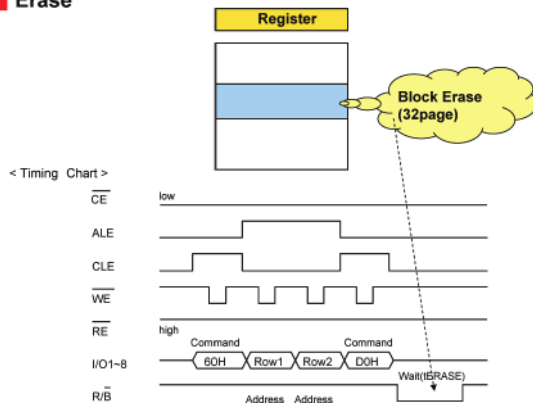 Erase
Register
Block Erase
(32page)
< Timing Chart >
CE low
ALE
CLE
WE
RE high
Command Command
I/O1~8 60H Row1 Row2 D0H
Wait(tERASE)
R/B Address Address